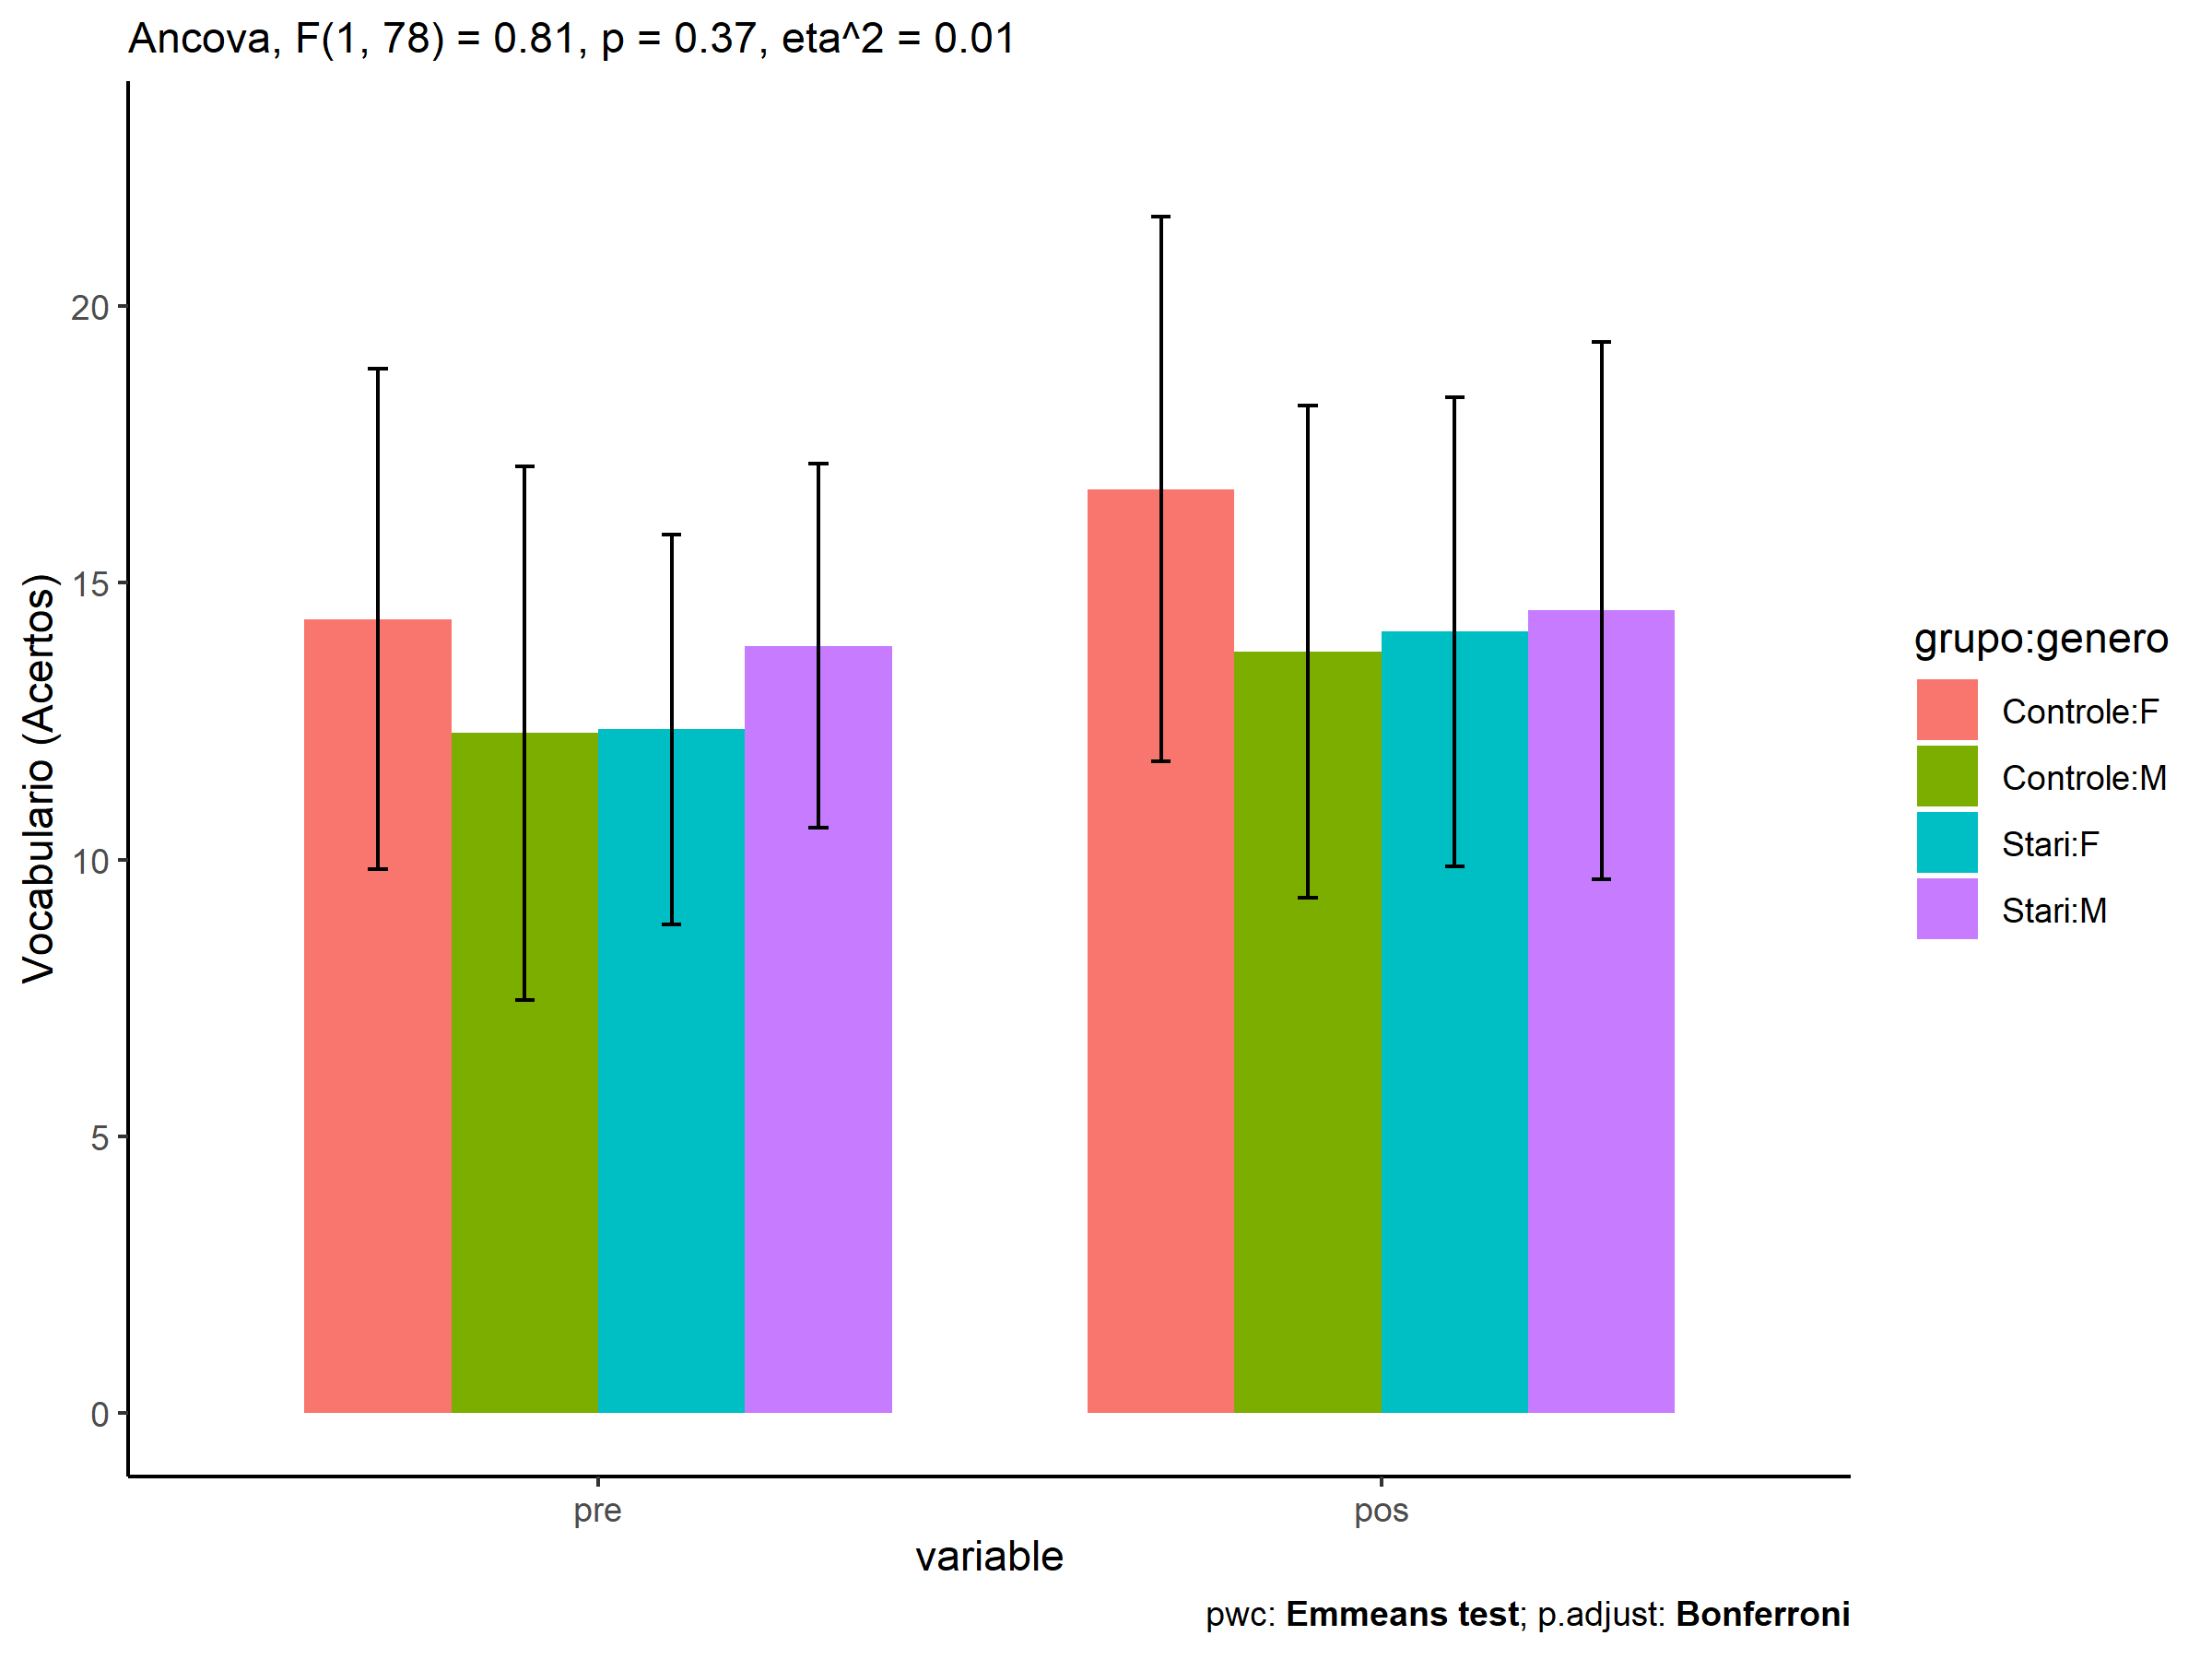 Ancova, F(1, 78) = 0.81, p = 0.37, eta^2 = 0.01
Vocabulario (Acertos)
20
15
10
5
0
pre
pos
variable
grupo:genero
Controle:F
Controle:M
Stari:F
Stari:M
pwc: Emmeans test; p.adjust: Bonferroni